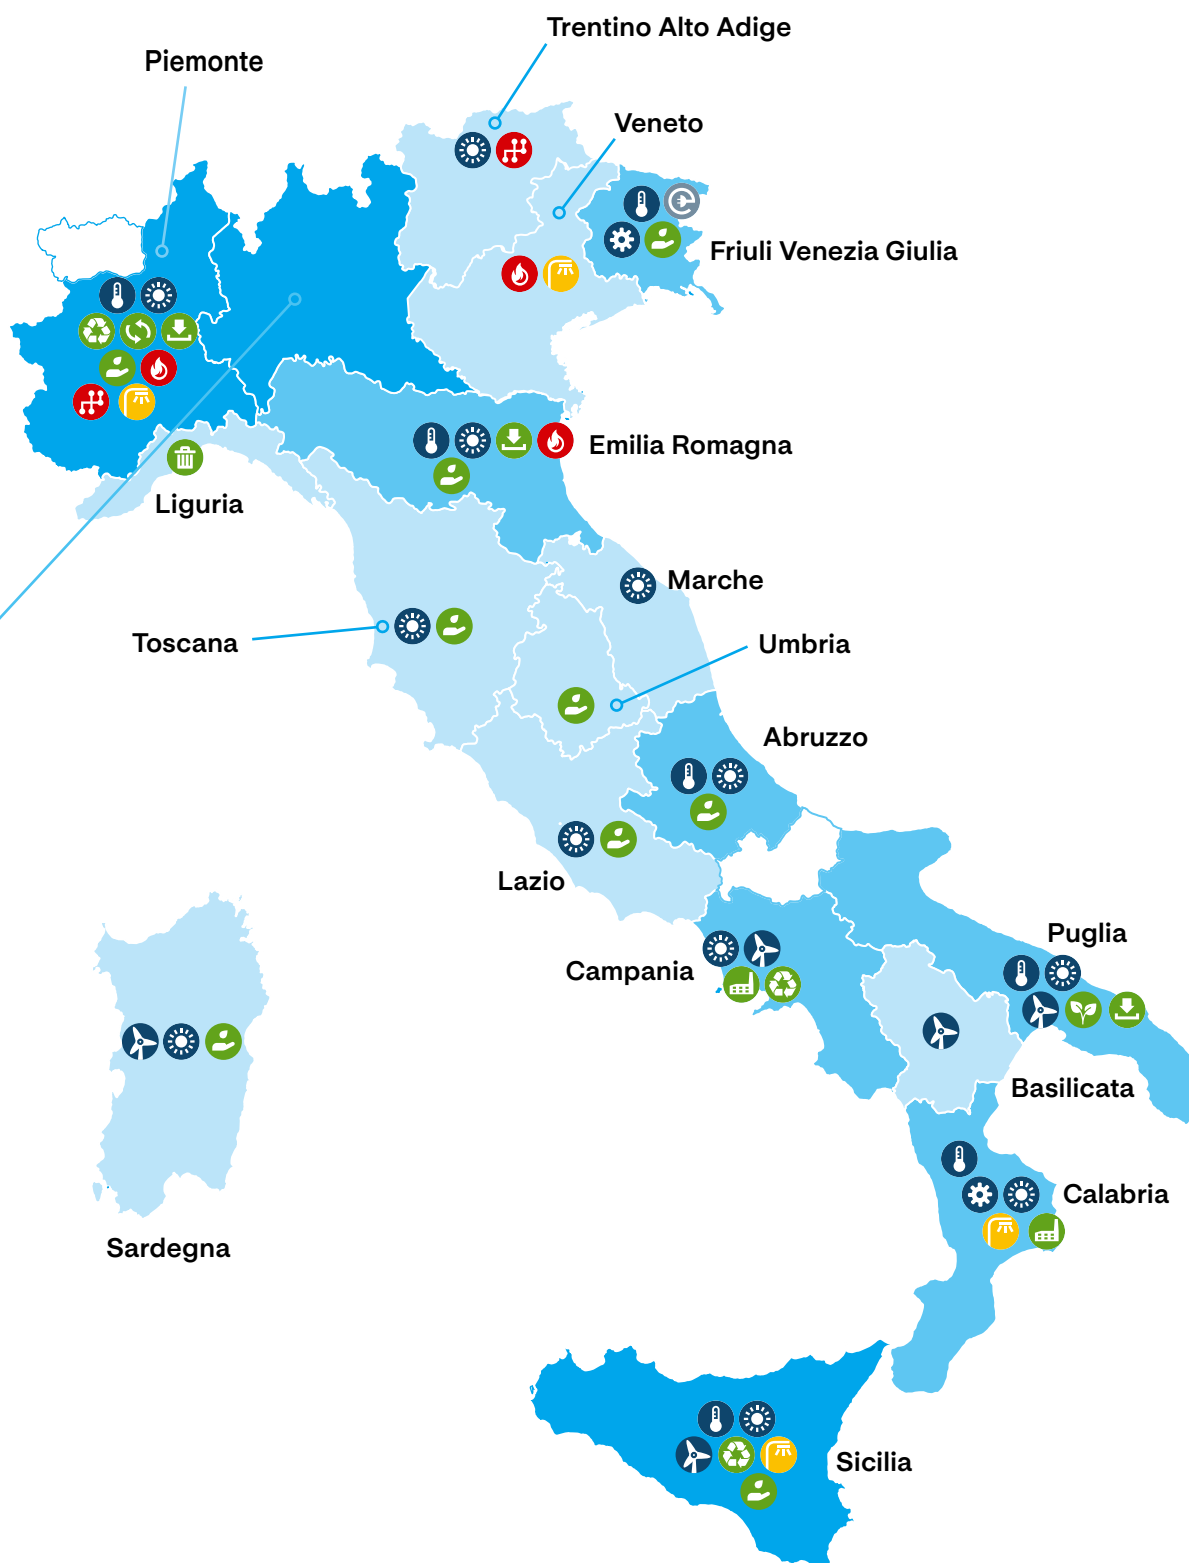 Trentino Alto Adige
Piemonte
Veneto
Friuli Venezia Giulia
Emilia Romagna
Liguria
Marche
Toscana
Umbria
Abruzzo
Lazio
Puglia
Campania
Basilicata
Calabria
Sardegna
Sicilia